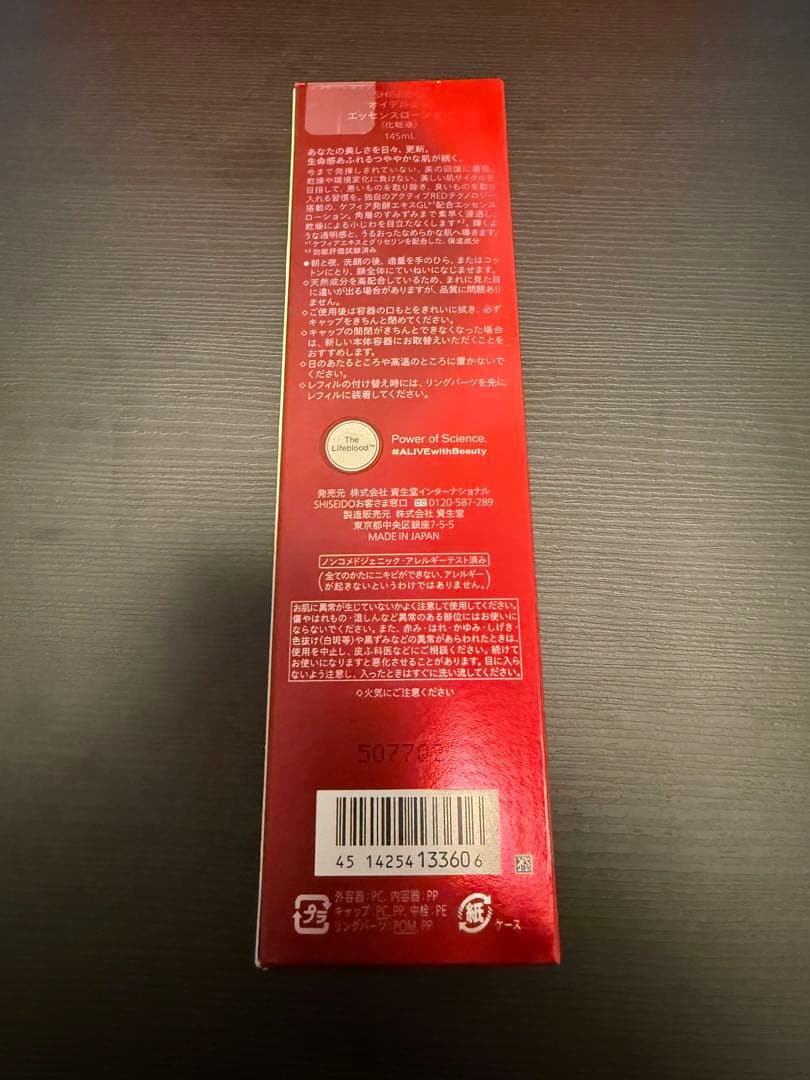 SHISEI
オイデル
エッセンスローション
(化粧液)
145mL
あなたの美しさを日々、更新。
生命感あふれるつややかな肌が続く。
今まで発揮しきれていない、美の回復に着目。
乾燥や環境変化に負けない、美しい肌サイクルを
目指して、悪いものを取り除き、良いものを取り
入れる習慣を。独自のアクティブREDテクノロジー
搭載の、ケフィア発酵エキスGL*¹配合エッセンス
ローション。角層のすみずみまで素早く浸透し、
乾燥による小じわを目立たなくします*²。輝くよ
うな透明感と、うるおったなめらかな肌へ導きます。
*¹ケフィアエキスとグリセリンを配合した、保湿成分
*²効能評価試験済み
●朝と夜、洗顔の後、適量を手のひら、またはコッ
トンにとり、顔全体にていねいになじませます。
◇天然成分を高配合しているため、まれに見た目
に違いが出る場合がありますが、品質に問題あり
ません。
◇ご使用後は容器の口もとをきれいに拭き、必ず
キャップをきちんと閉めてください。
◇キャップの開閉がきちんとできなくなった場合
は、新しい本体容器にお取替えいただくことを
おすすめします。
◇日のあたるところや高温のところに置かないで
ください。
◇レフィルの付け替え時には、リングパーツを先に
レフィルに装着してください。
The
Lifeblood™
Power of Science.
#ALIVEwithBeauty
発売元 株式会社 資生堂インターナショナル
SHISEIDOお客さま窓口 0120-587-289
製造販売元 株式会社 資生堂
東京都中央区銀座7-5-5
MADE IN JAPAN
ノンコメドジェニック・アレルギーテスト済み
(全てのかたにニキビができない、アレルギー
が起きないというわけではありません。)
お肌に異常が生じていないかよく注意して使用してください。
傷やはれもの・湿しんなど異常のある部位にはお使いに
ならないでください。また、赤み・はれ・かゆみ・しげき・
色抜け(白斑等)や黒ずみなどの異常があらわれたときは、
使用を中止し、皮ふ科医などにご相談ください。続けて
お使いになりますと悪化させることがあります。目に入ら
ないよう注意し、入ったときはすぐに洗い流してください。
◇火気にご注意ください
50770
45 14254 133606
プラ
外容器:PC, 内容器:PP
キャップ:PC, PP, 中栓:PE
リングパーツ:POM, PP
紙
ケース